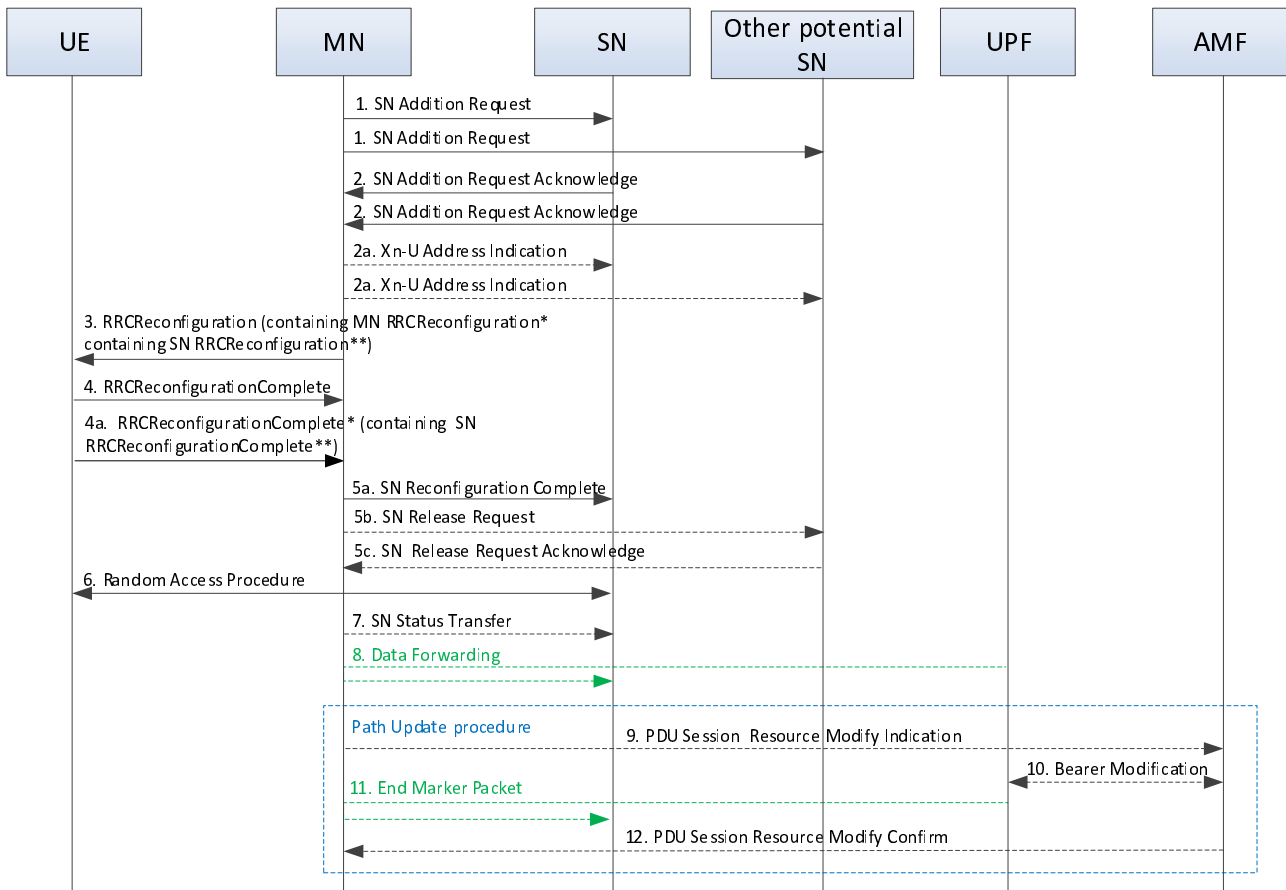 UE
MN
SN
Other potential
SN
UPF
AMF
1. SN Addition Request
1. SN Addition Request
2. SN Addition Request Acknowledge
2. SN Addition Request Acknowledge
2a. Xn-U Address Indication
2a. Xn-U Address Indication
3. RRCReconfiguration (containing MN RRCReconfiguration*
containing SN RRCReconfiguration**)
4. RRCReconfigurationComplete
4a. RRCReconfigurationComplete* (containing SN
RRCReconfigurationComplete**)
5a. SN Reconfiguration Complete
5b. SN Release Request
5c. SN Release Request Acknowledge
6. Random Access Procedure
7. SN Status Transfer
8. Data Forwarding
Path Update procedure
9. PDU Session Resource Modify Indication
10. Bearer Modification
11. End Marker Packet
12. PDU Session Resource Modify Confirm